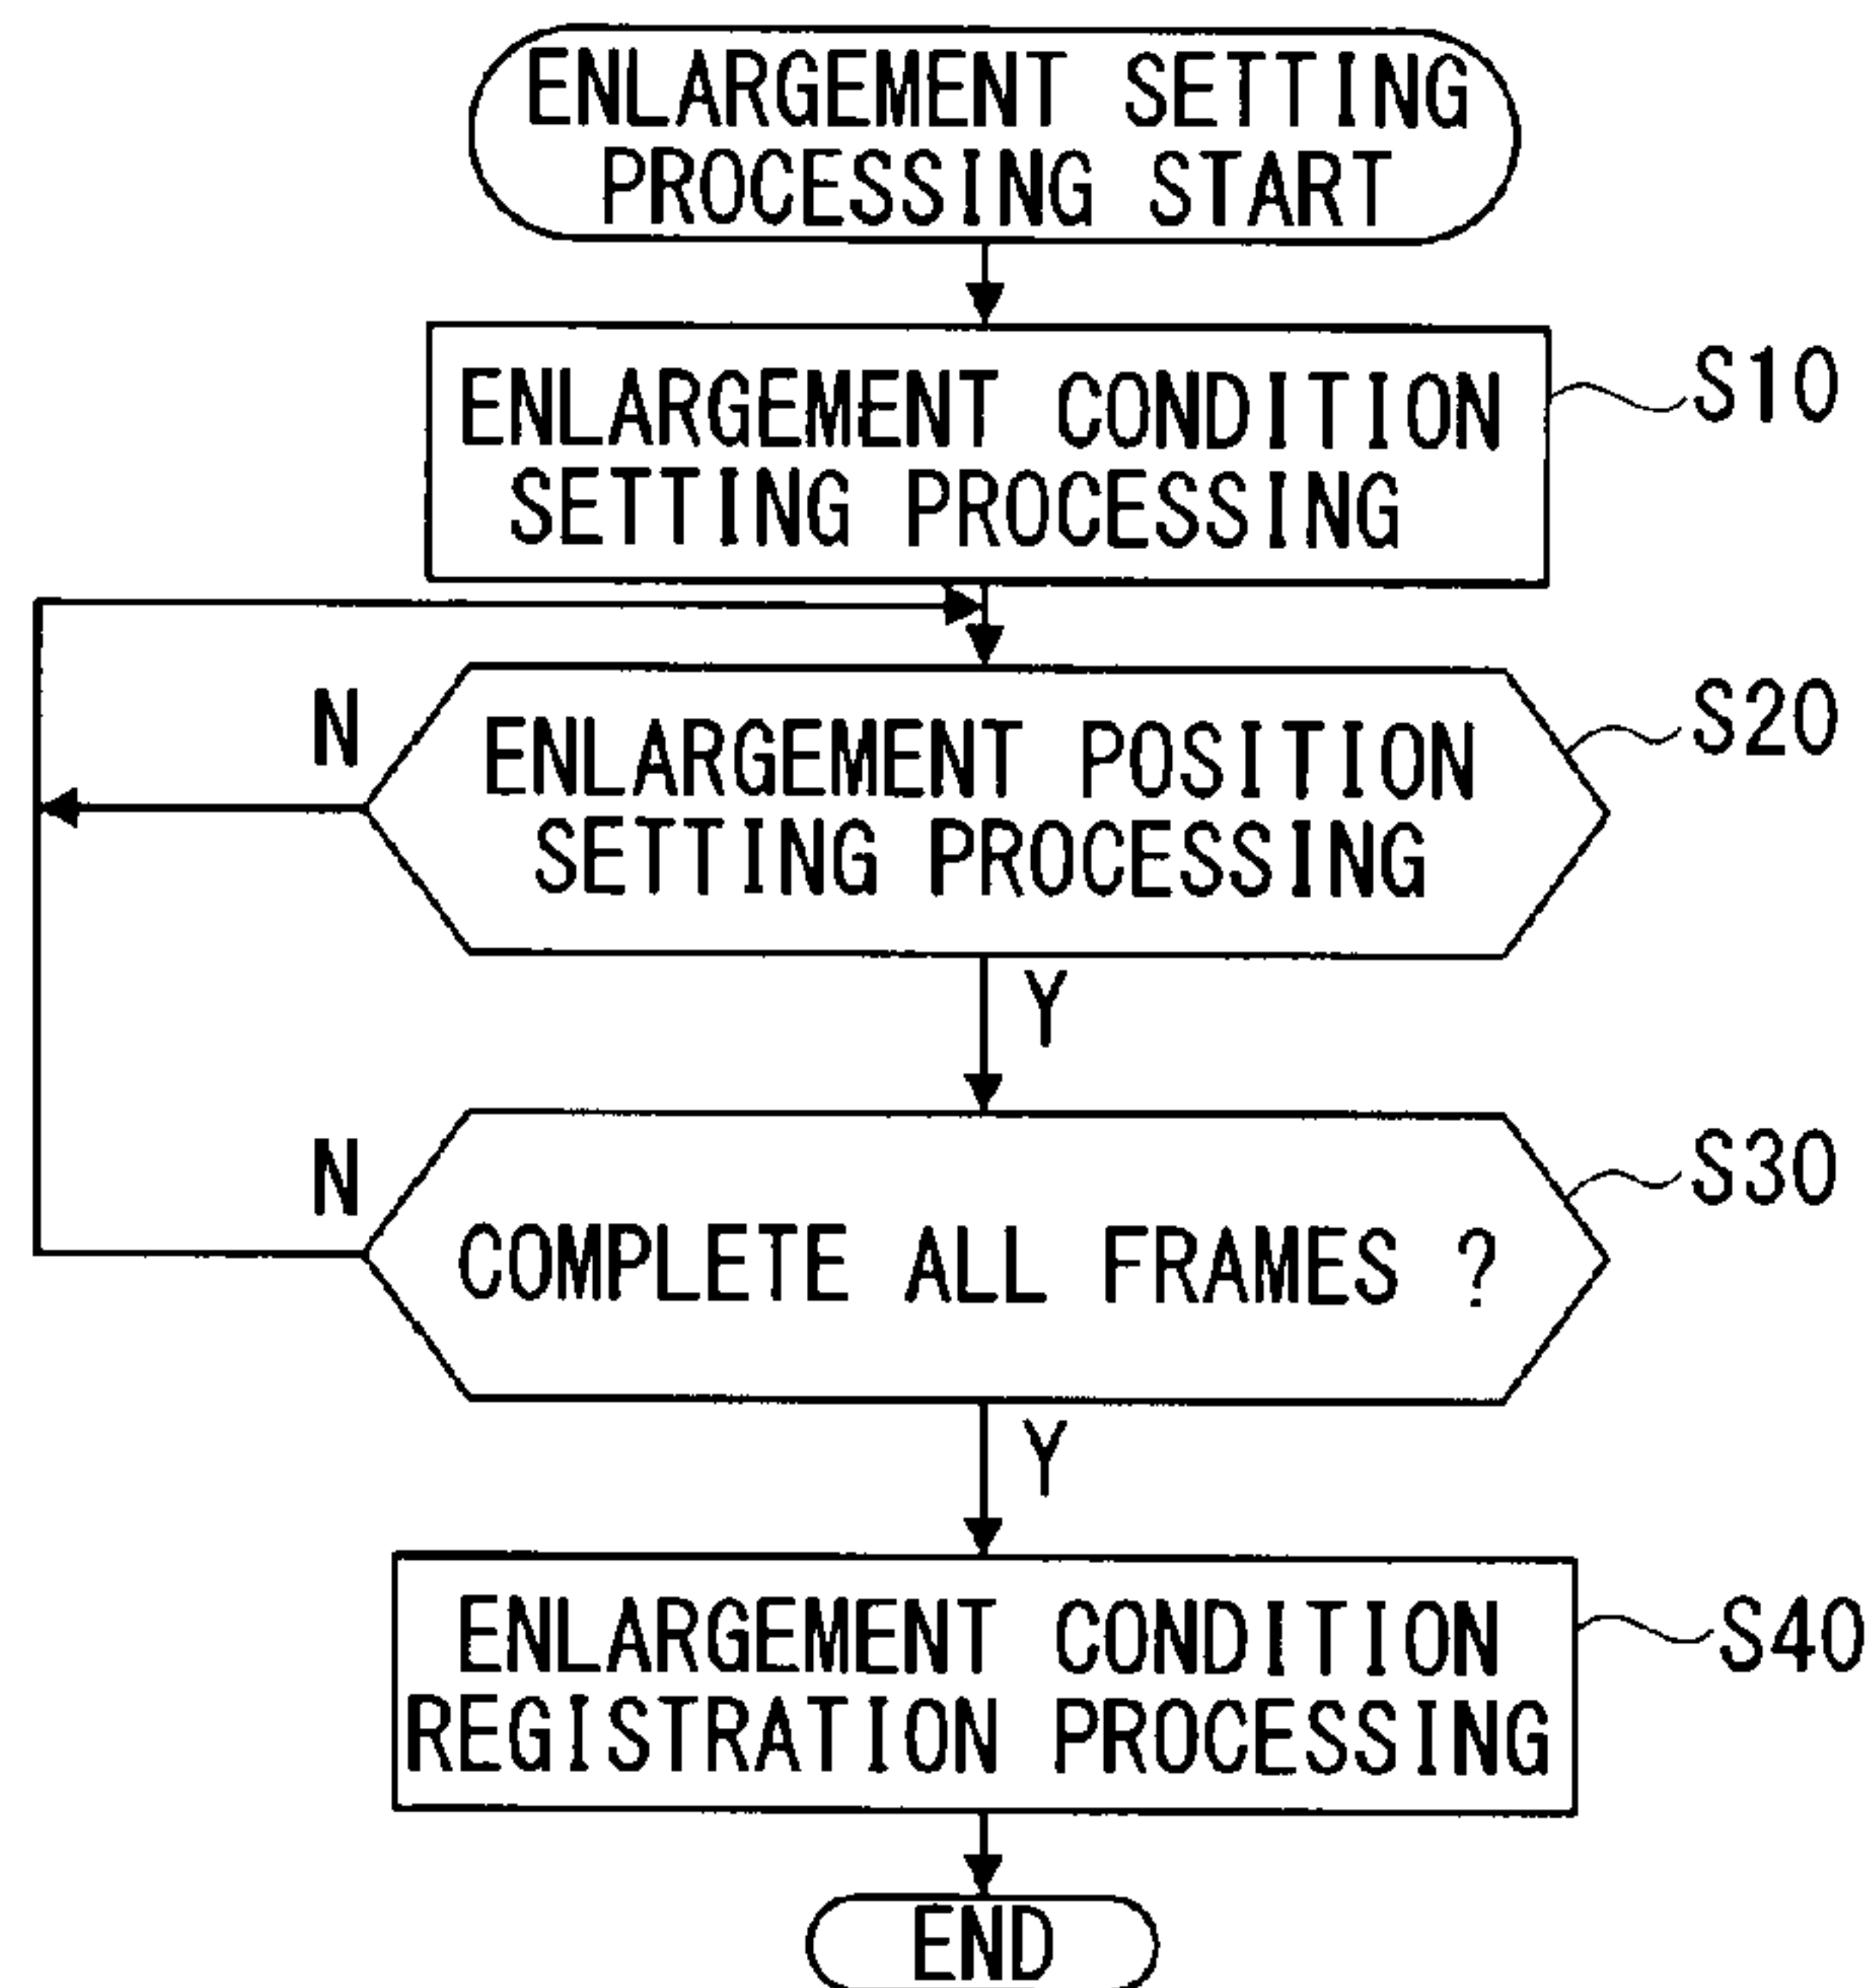 ENLARGEMENT SETTING
PROCESSING START
ENLARGEMENT CONDITION
SETTING PROCESSING
S10
N
ENLARGEMENT POSITION
SETTING PROCESSING
S20
Y
N
COMPLETE ALL FRAMES ?
S30
Y
ENLARGEMENT CONDITION
REGISTRATION PROCESSING
S40
END